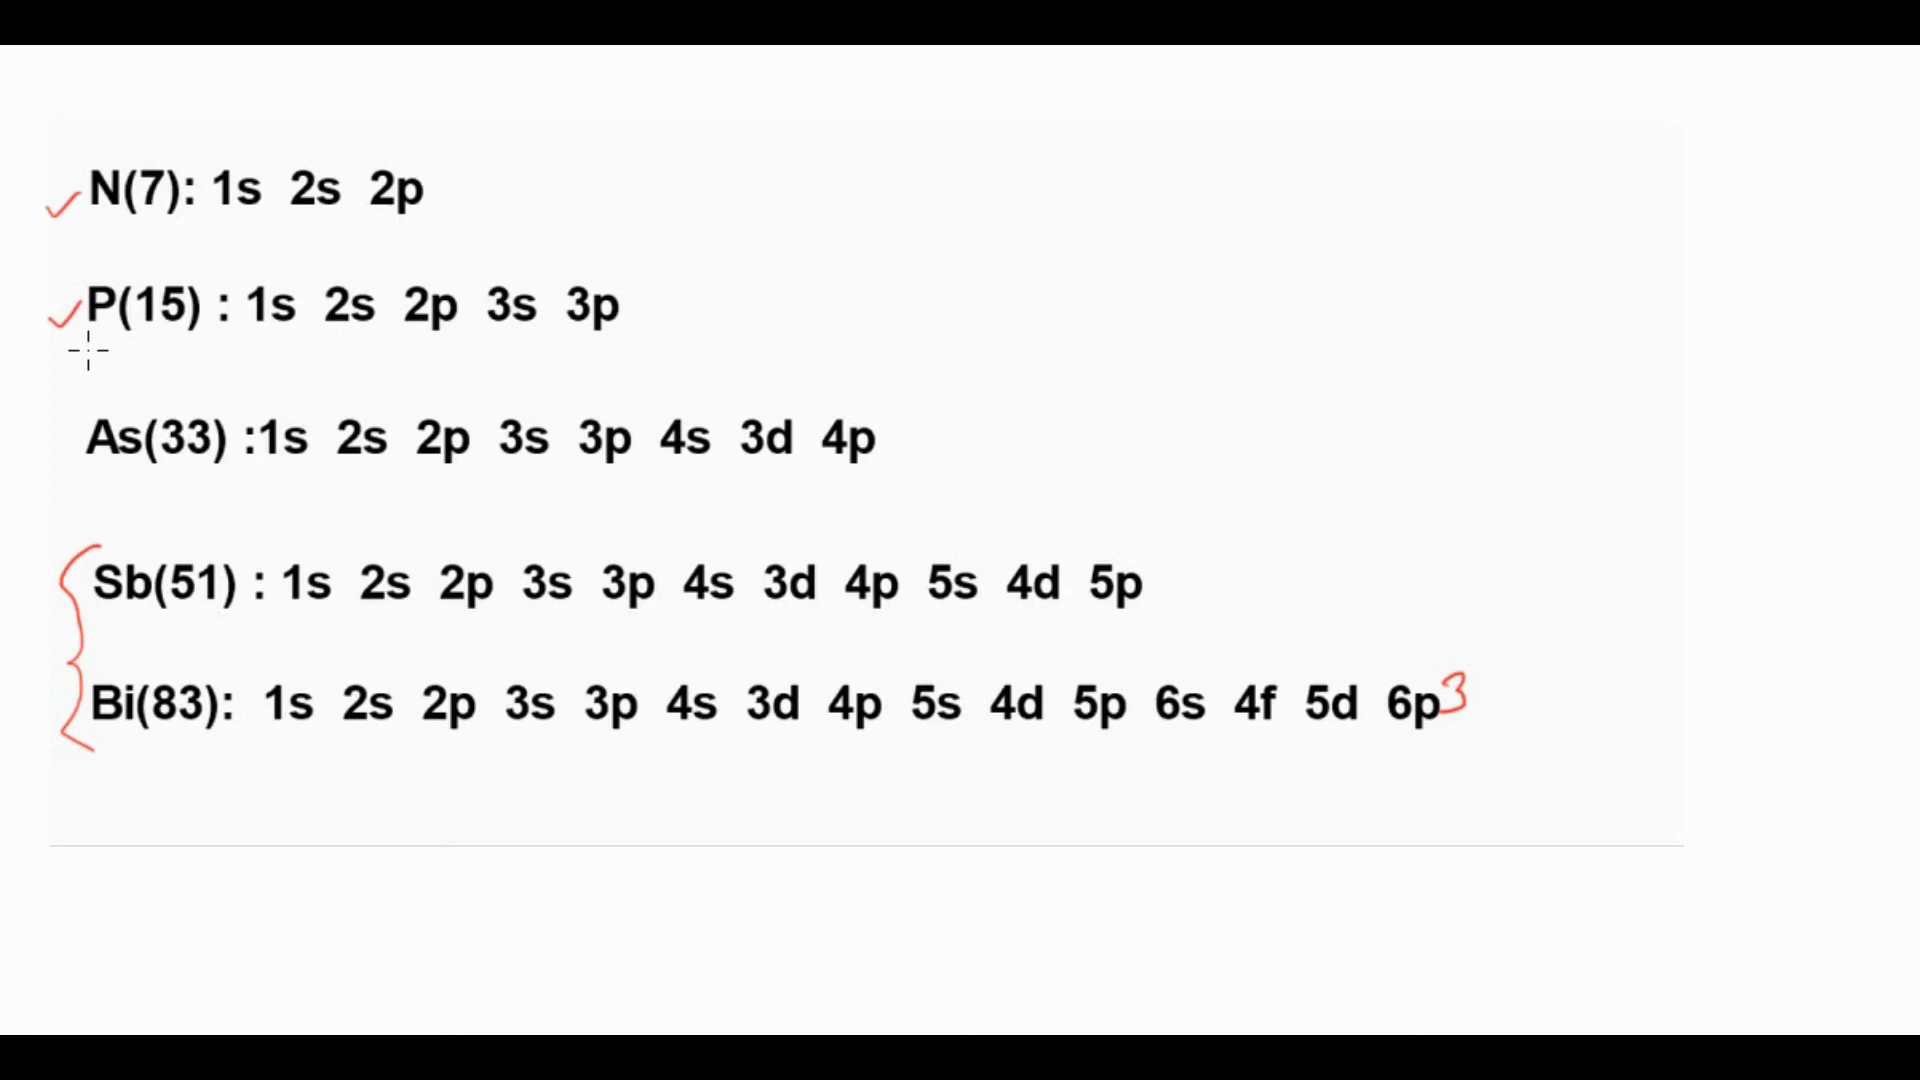 N(7): 1s 2s 2p
P(15) : 1s 2s 2p 3s 3p
As(33) :1s 2s 2p 3s 3p 4s 3d 4p
Sb(51) : 1s 2s 2p 3s 3p 4s 3d 4p 5s 4d 5p
Bi(83): 1s 2s 2p 3s 3p 4s 3d 4p 5s 4d 5p 6s 4f 5d 6p3